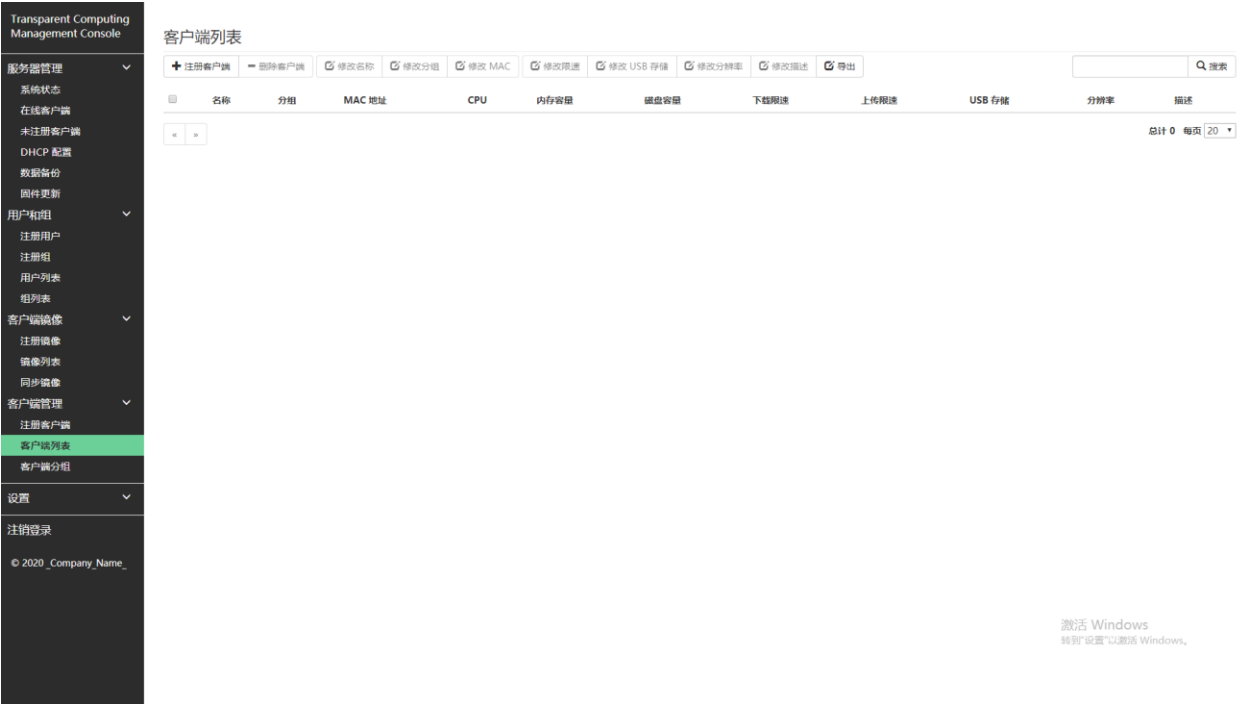 Transparent Computing
Management Console
服务器管理
系统状态
在线客户端
未注册客户端
DHCP 配置
数据备份
固件更新
用户和组
注册用户
注册组
用户列表
组列表
客户端镜像
注册镜像
镜像列表
同步镜像
客户端管理
注册客户端
客户端列表
客户端分组
设置
注销登录
© 2020 _Company_Name_
客户端列表
注册客户端 删除客户端 修改名称 修改分组 修改 MAC 修改限速 修改 USB 存储 修改分辨率 修改描述 导出 搜索
名称 分组 MAC 地址 CPU 内存容量 磁盘容量 下载限速 上传限速 USB 存储 分辨率 描述
« » 总计 0 每页 20
激活 Windows
转到"设置"以激活 Windows。